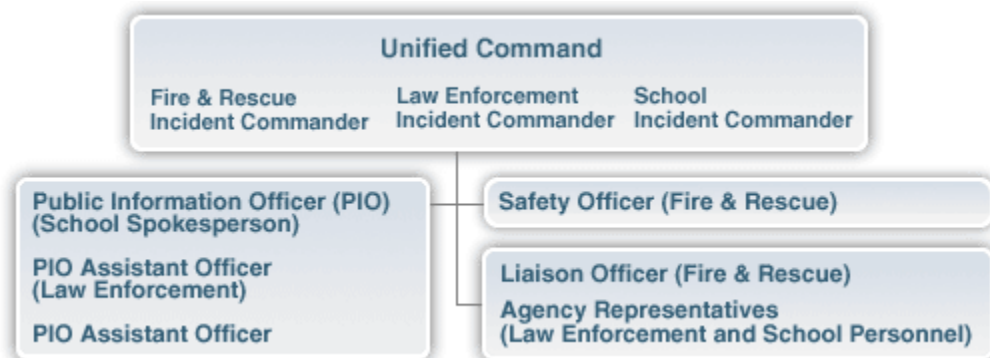 Unified Command
Fire & Rescue
Incident Commander
Law Enforcement
Incident Commander
School
Incident Commander
Public Information Officer (PIO)
(School Spokesperson)
PIO Assistant Officer
(Law Enforcement)
PIO Assistant Officer
Safety Officer (Fire & Rescue)
Liaison Officer (Fire & Rescue)
Agency Representatives
(Law Enforcement and School Personnel)